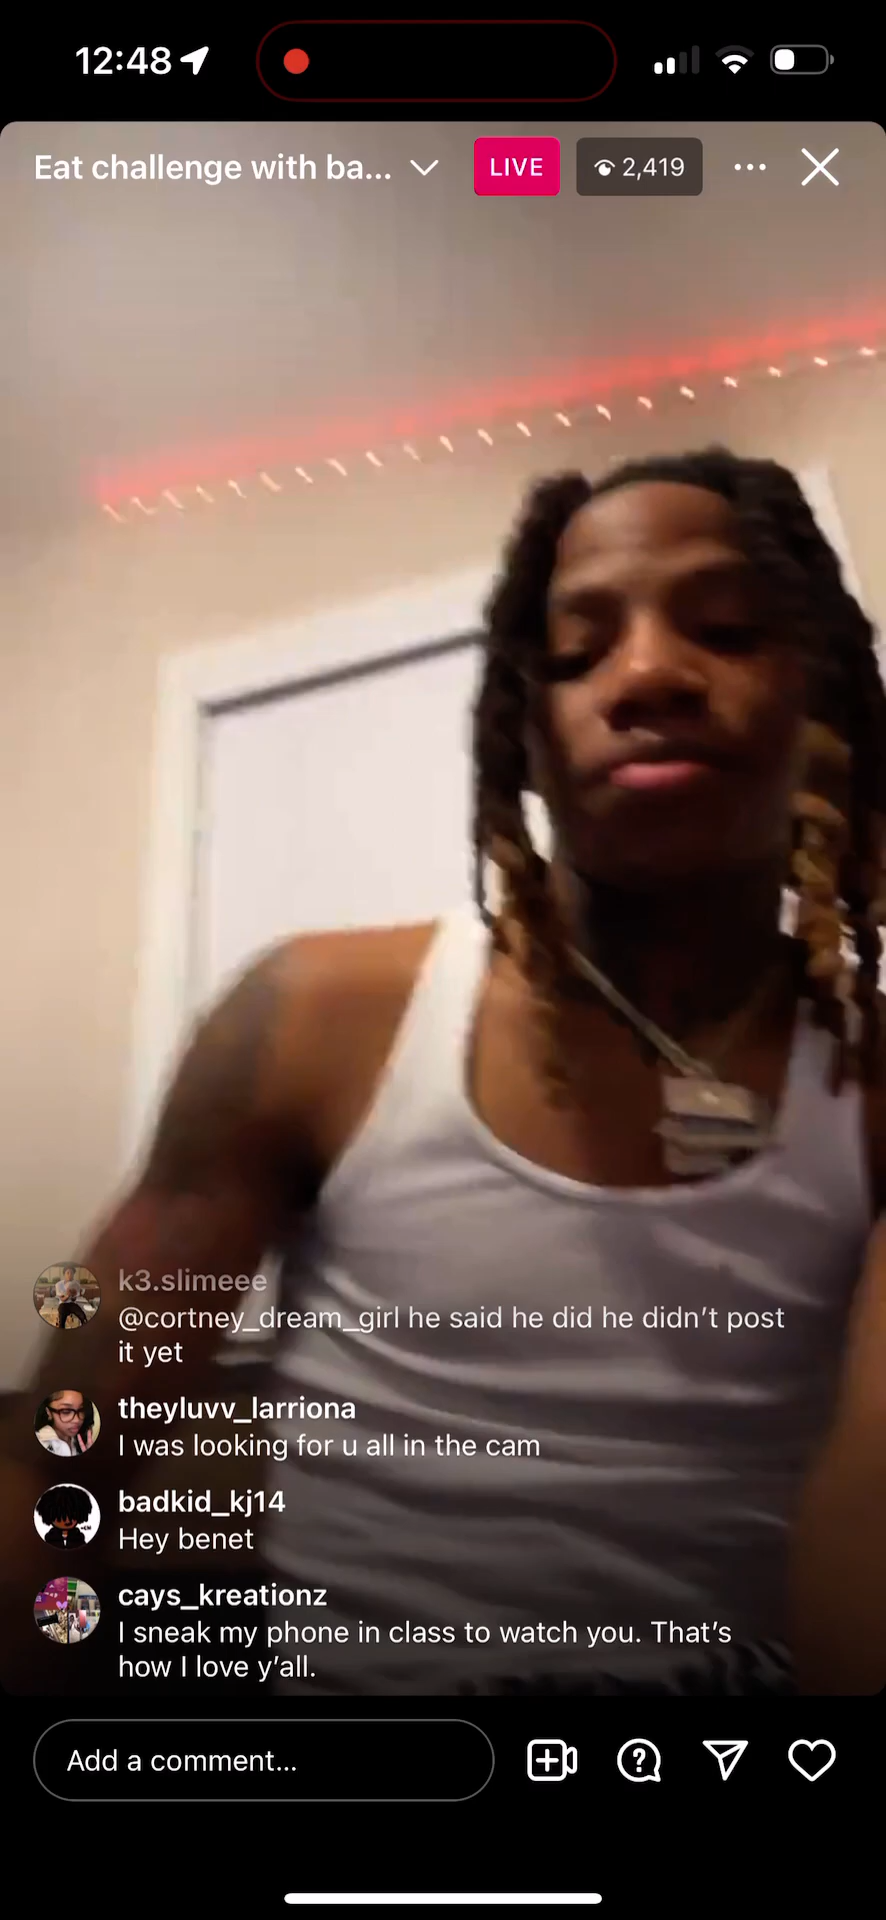 12:48
Eat challenge with ba...
LIVE
2,419
k3.slimeee
@cortney_dream_girl he said he did he didn’t post
it yet
theyluvv_larriona
I was looking for u all in the cam
badkid_kj14
Hey benet
cays_kreationz
I sneak my phone in class to watch you. That’s
how I love y’all.
Add a comment...